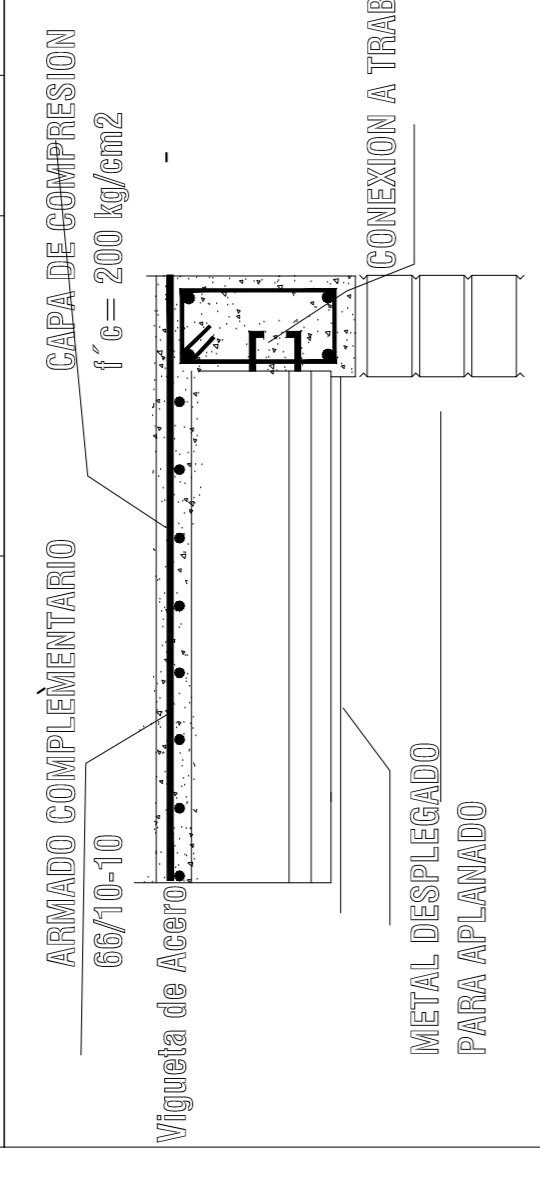 CAPA DE COMPRESION
f´c= 200 kg/cm2
CONEXION A TRAB
ARMADO COMPLEMENTARIO
66/10-10
Vigueta de Acero
METAL DESPLEGADO
PARA APLANADO